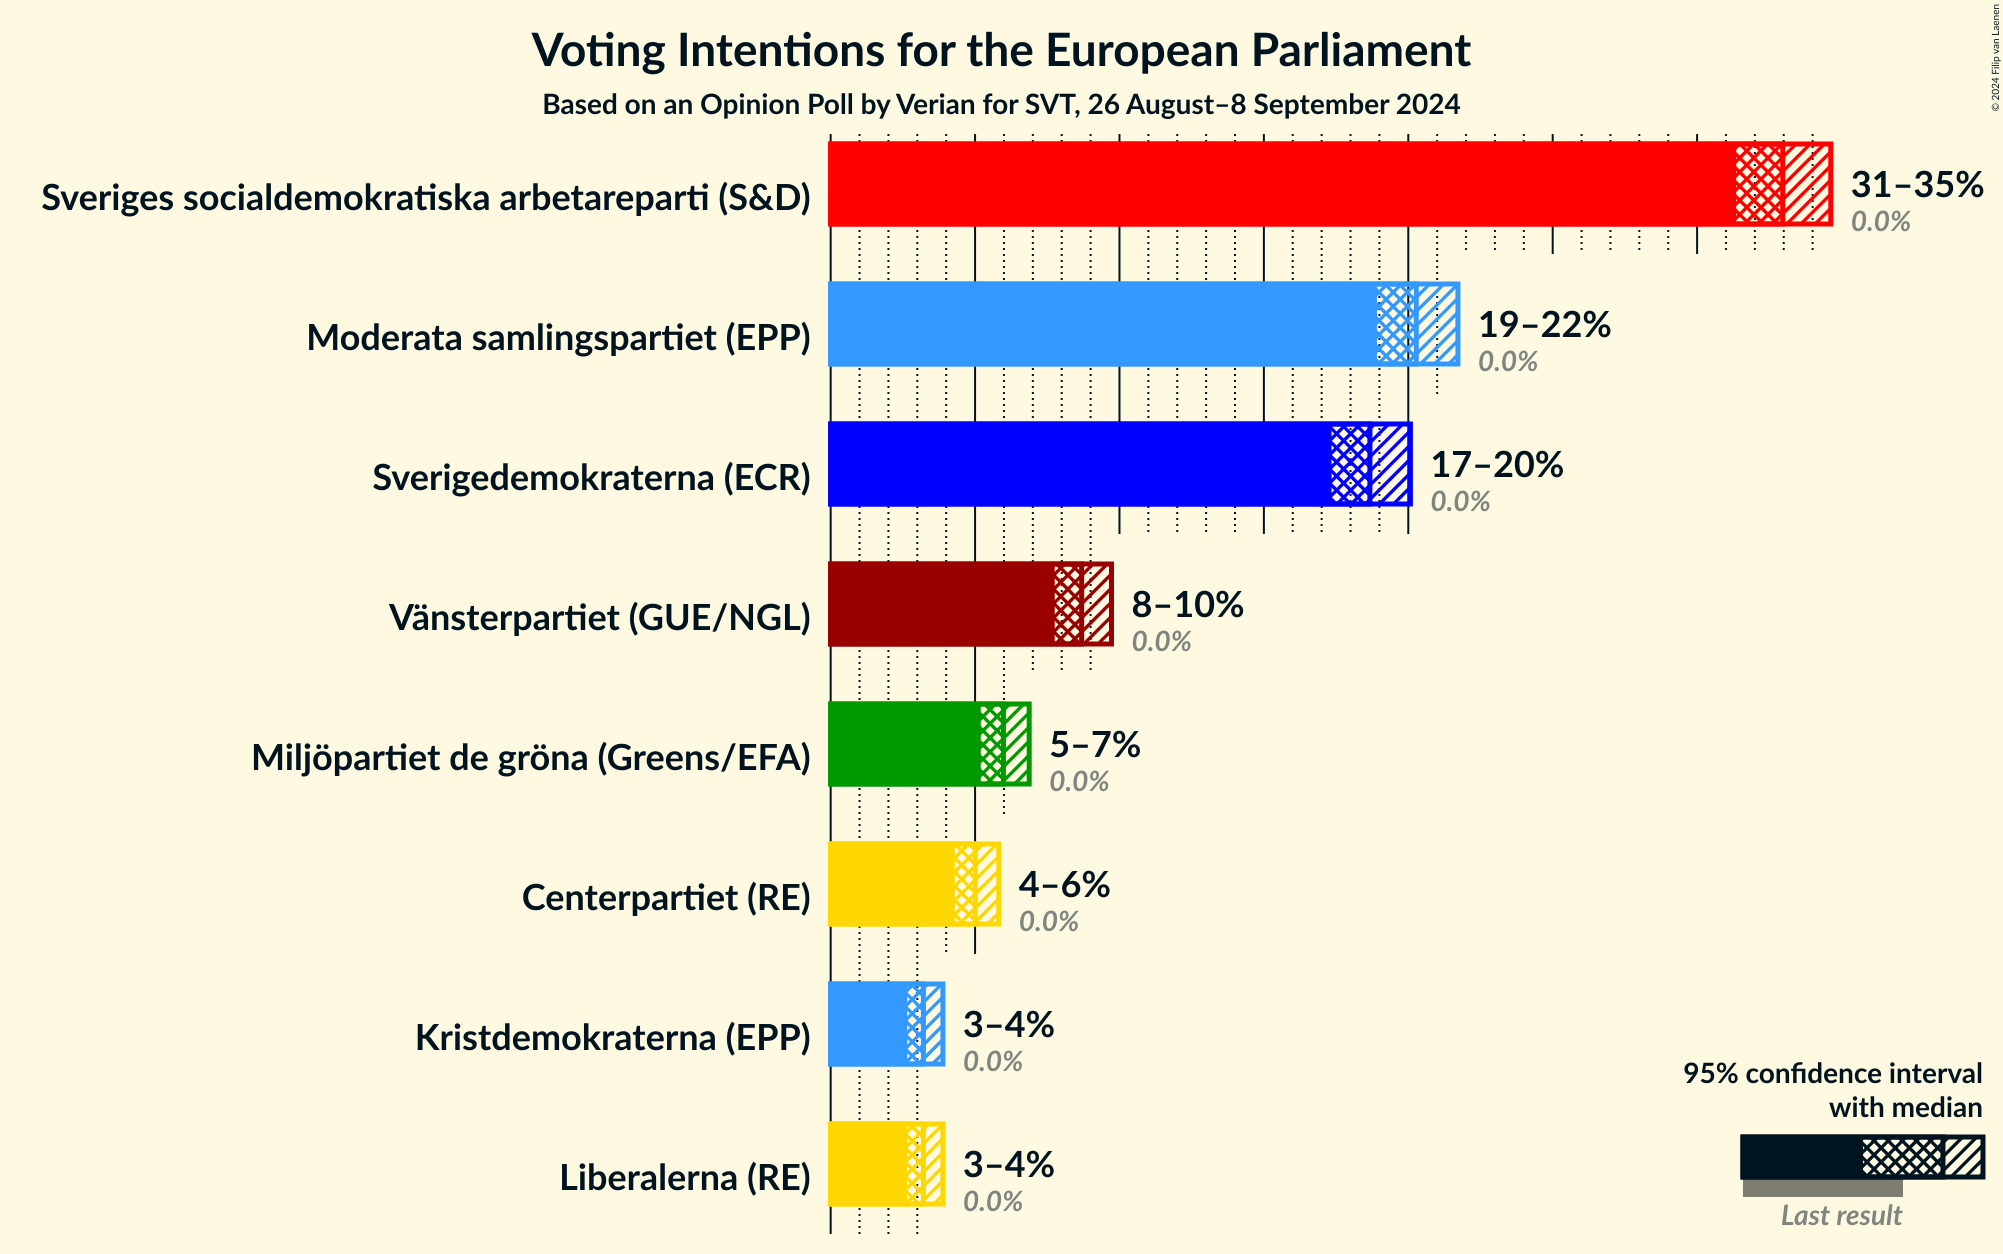 Voting Intentions for the European Parliament
Based on an Opinion Poll by Verian for SVT, 26 August–8 September 2024
© 2024 Filip van Laenen
Sveriges socialdemokratiska arbetareparti (S&D)
31–35%
0.0%
Moderata samlingspartiet (EPP)
19–22%
0.0%
Sverigedemokraterna (ECR)
17–20%
0.0%
Vänsterpartiet (GUE/NGL)
8–10%
0.0%
Miljöpartiet de gröna (Greens/EFA)
5–7%
0.0%
Centerpartiet (RE)
4–6%
0.0%
Kristdemokraterna (EPP)
3–4%
0.0%
Liberalerna (RE)
3–4%
0.0%
95% confidence interval
with median
Last result